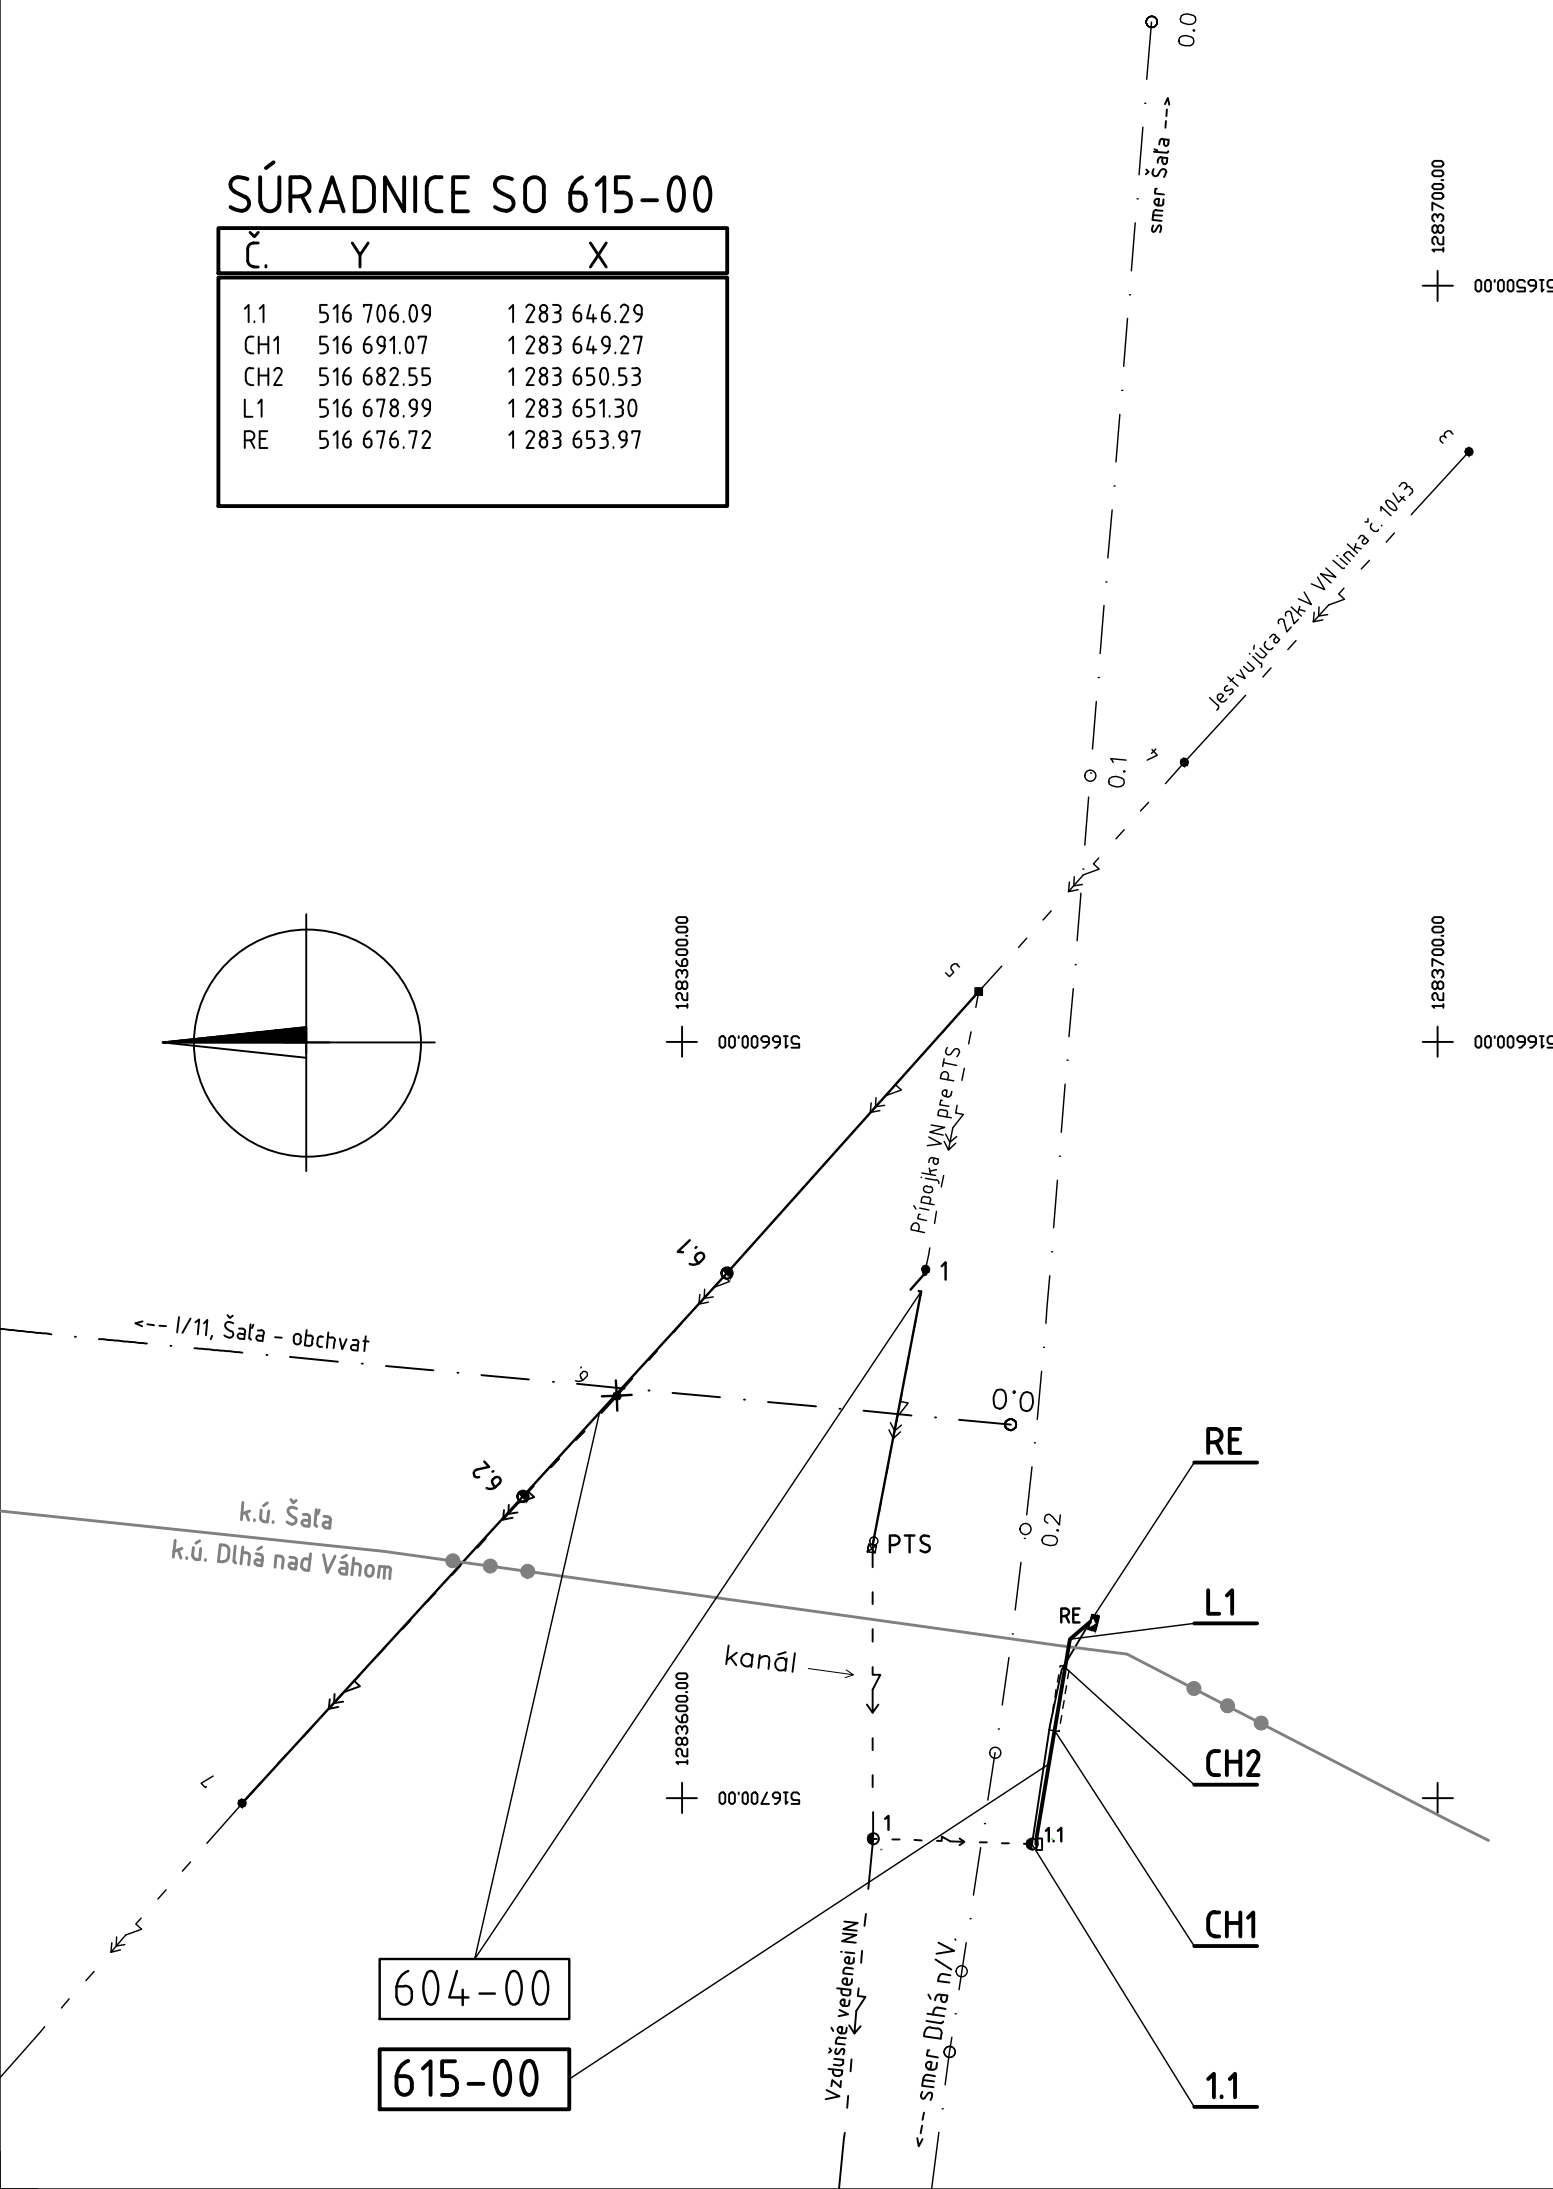 0.0
smer Šaľa --->
SÚRADNICE SO 615-00
Č. Y X
1.1 516 706.09 1 283 646.29
CH1 516 691.07 1 283 649.27
CH2 516 682.55 1 283 650.53
L1 516 678.99 1 283 651.30
RE 516 676.72 1 283 653.97
1283700.00
516500.00
3
Jestvujúca 22kV VN linka č. 1043
4
0.1
5
1283600.00
516600.00
1283700.00
516600.00
Prípojka VN pre PTS
6.1
1
<--- I/11, Šaľa - obchvat
6.
0.0
RE
6.2
k.ú. Šaľa
k.ú. Dlhá nad Váhom
PTS
0.2
RE
L1
kanál
1283600.00
516700.00
CH2
7
1
1.1
CH1
Vzdušné vedenei NN
<--- smer Dlhá n/V.
604-00
615-00
1.1